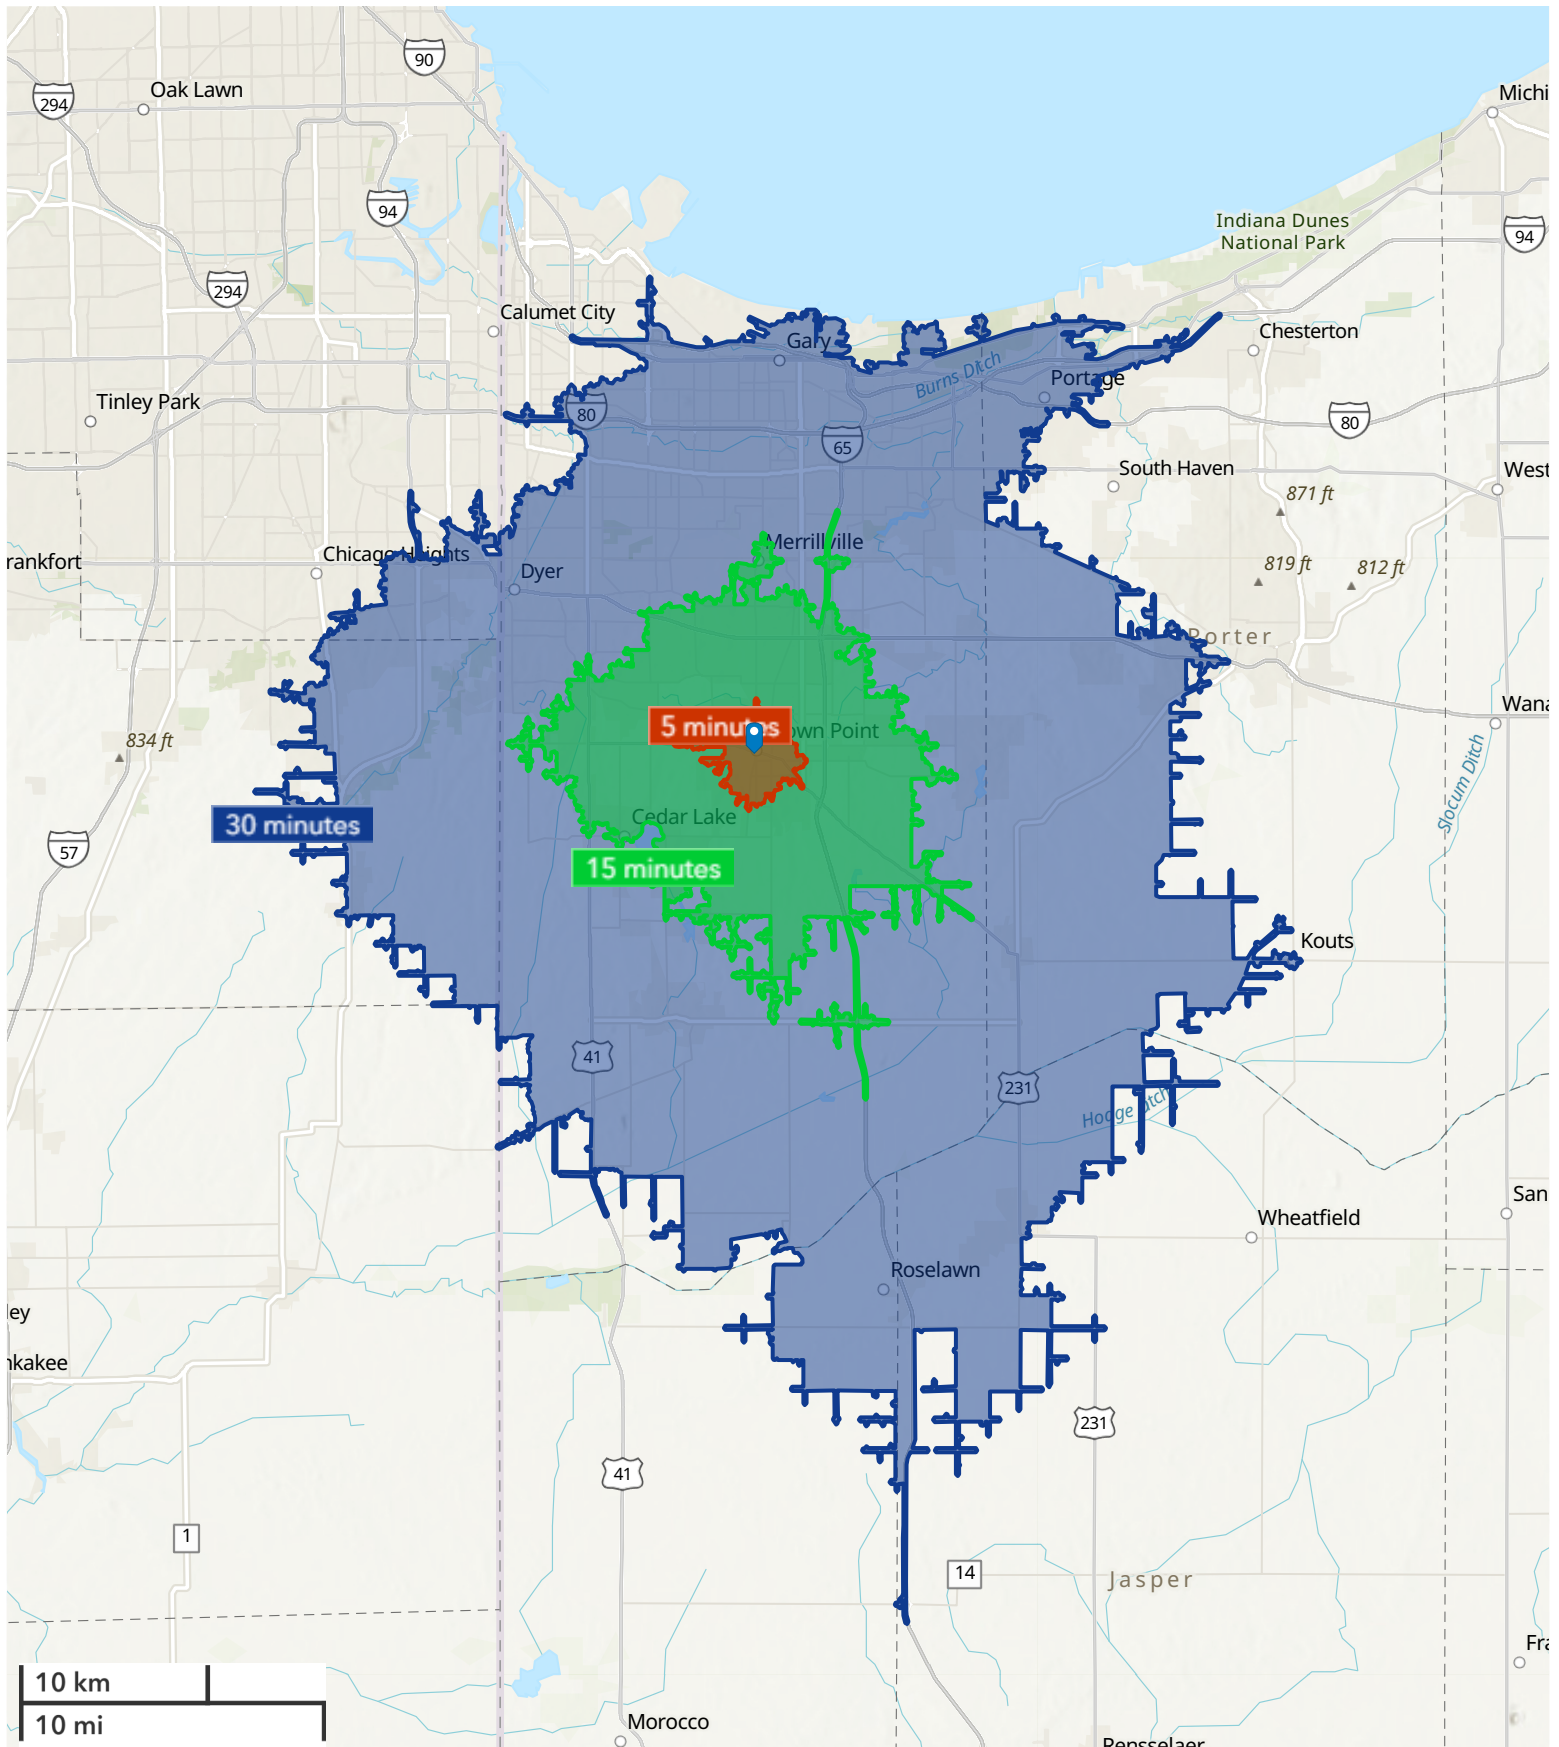 90
Oak Lawn
294
Michi
94
Indiana Dunes
National Park
94
294
Calumet City
Gary
Chesterton
Burns Ditch
Portage
Tinley Park
80
80
65
South Haven
West
871 ft
rankfort
Chicago Heights
Merrillville
Dyer
819 ft
812 ft
Porter
5 minutes
own Point
Wana
834 ft
Slocum Ditch
30 minutes
Cedar Lake
57
15 minutes
Kouts
41
231
Hodge Ditch
San
Wheatfield
Roselawn
ley
nkakee
231
41
1
14
Jasper
Fra
10 km
10 mi
Morocco
Rensselaer